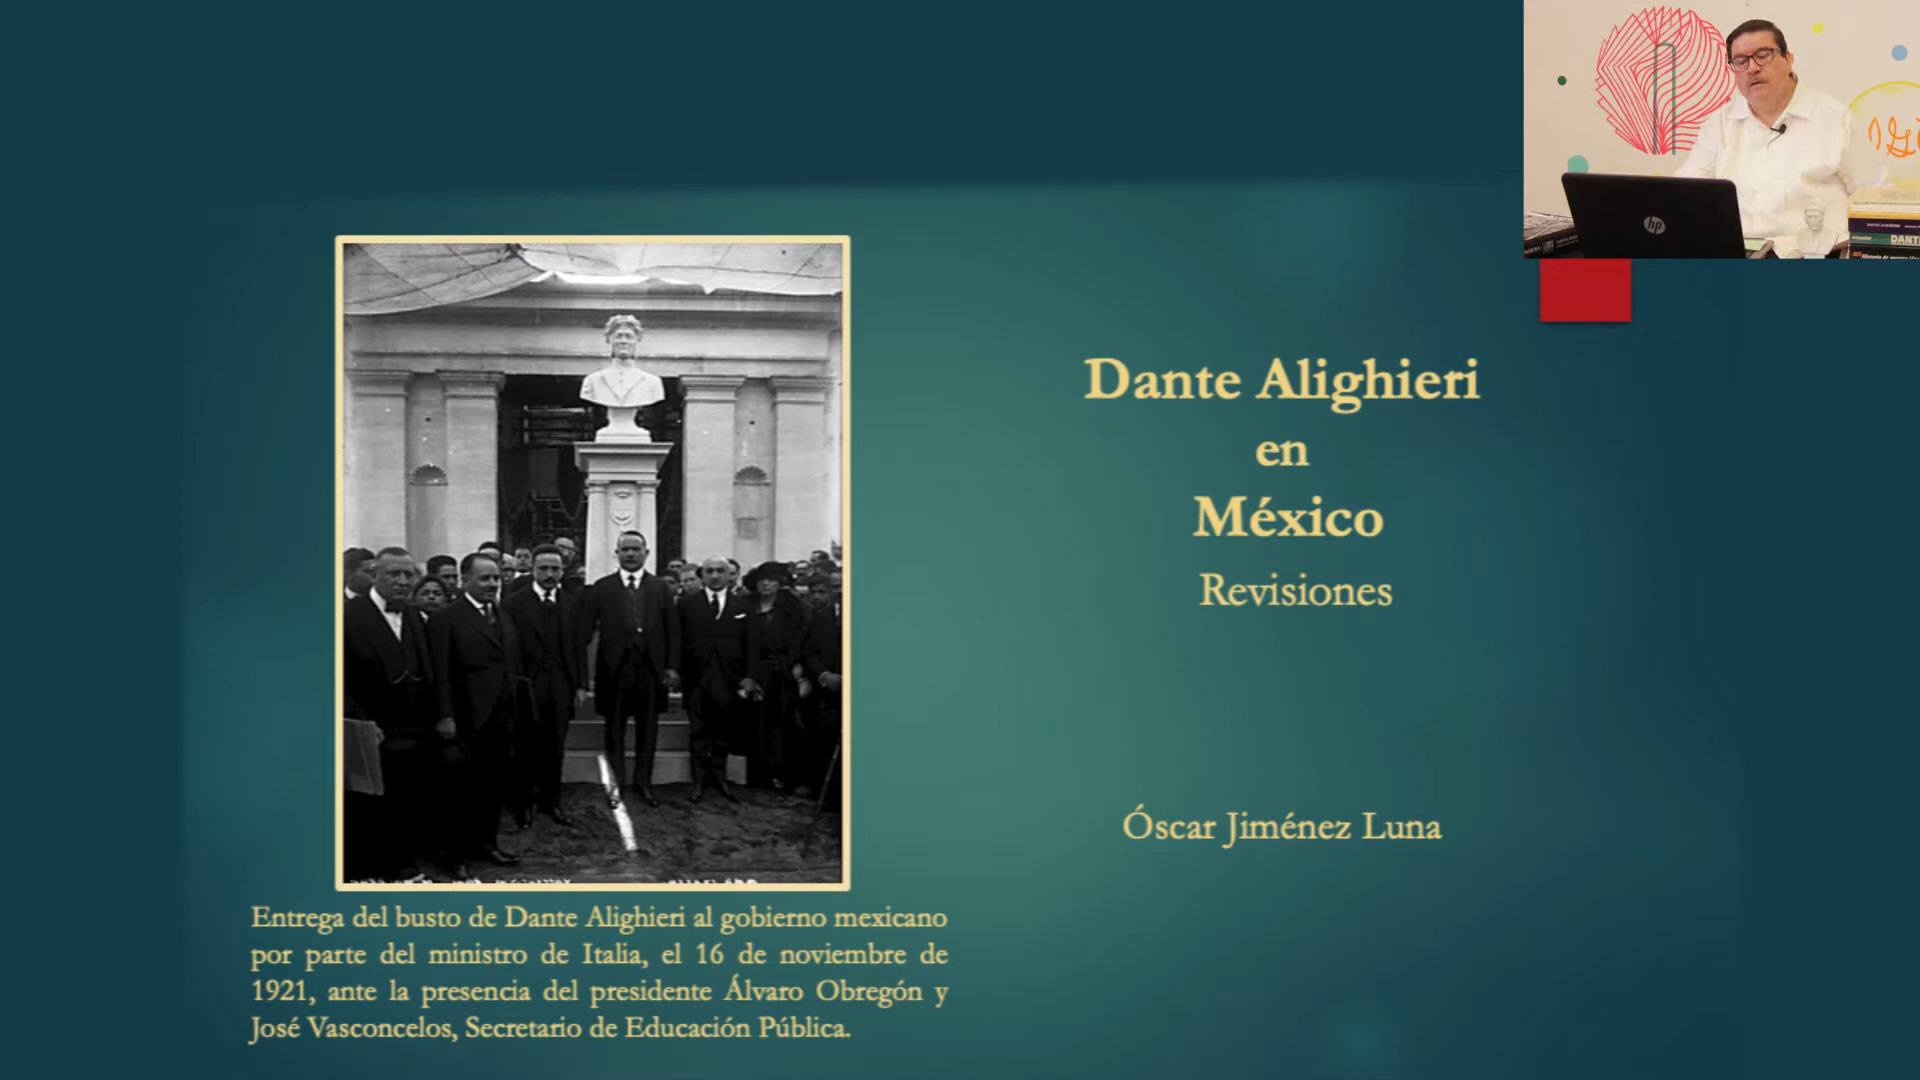 Dante Alighieri
en
México
Revisiones
Óscar Jiménez Luna
Entrega del busto de Dante Alighieri al gobierno mexicano
por parte del ministro de Italia, el 16 de noviembre de
1921, ante la presencia del presidente Álvaro Obregón y
José Vasconcelos, Secretario de Educación Pública.
hp
DANT